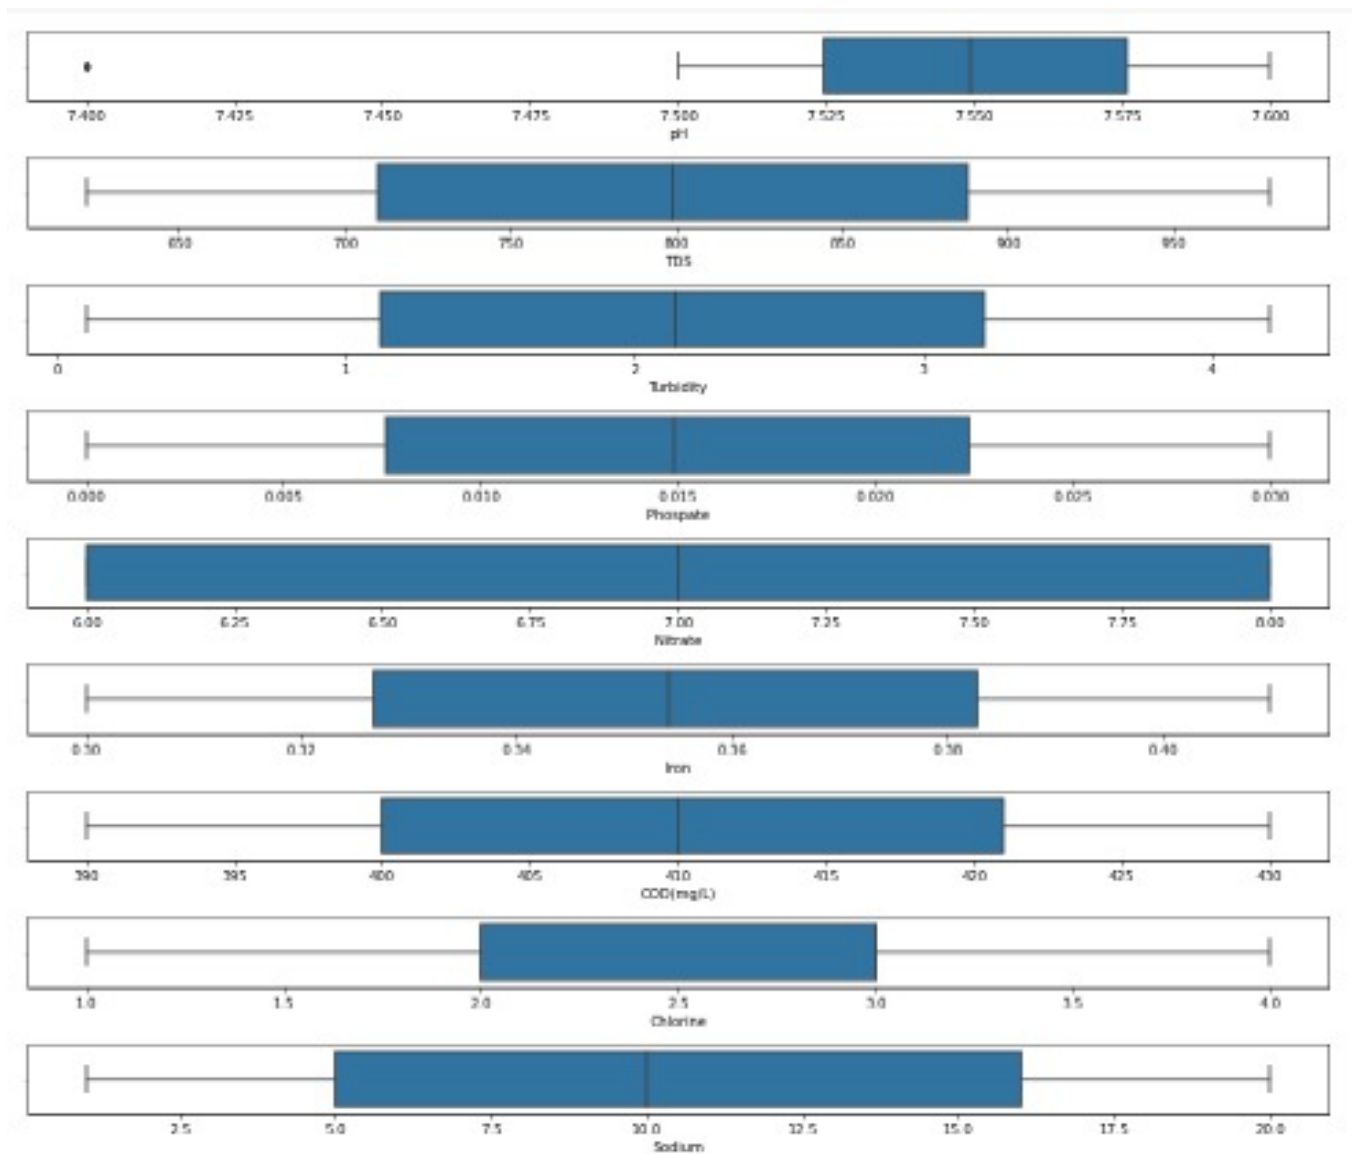 7.400 7.425 7.450 7.475 7.500 7.525 7.550 7.575 7.600
pH
650 700 750 800 850 900 950
TDS
0 1 2 3 4
Turbidity
0.000 0.005 0.010 0.015 0.020 0.025 0.030
Phospate
6.00 6.25 6.50 6.75 7.00 7.25 7.50 7.75 8.00
Nitrate
0.30 0.32 0.34 0.36 0.38 0.40
Iron
390 395 400 405 410 415 420 425 430
COD(mg/L)
1.0 1.5 2.0 2.5 3.0 3.5 4.0
Chlorine
2.5 5.0 7.5 10.0 12.5 15.0 17.5 20.0
Sodium